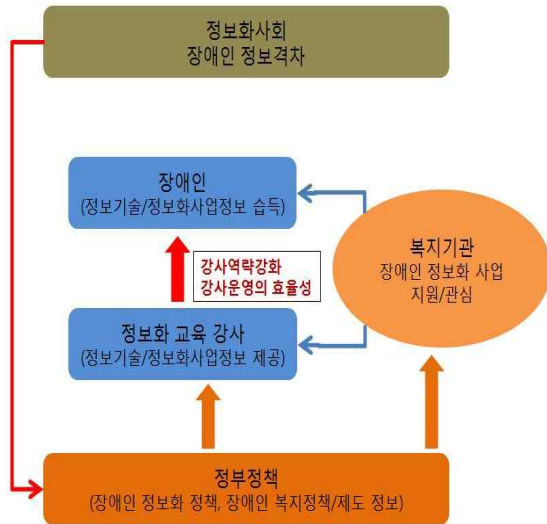 정보화사회
장애인 정보격차
장애인
(정보기술/정보화사업정보 습득)
강사역략강화
강사운영의 효율성
복지기관
장애인 정보화 사업
지원/관심
정보화 교육 강사
(정보기술/정보화사업정보 제공)
정부정책
(장애인 정보화 정책, 장애인 복지정책/제도 정보)